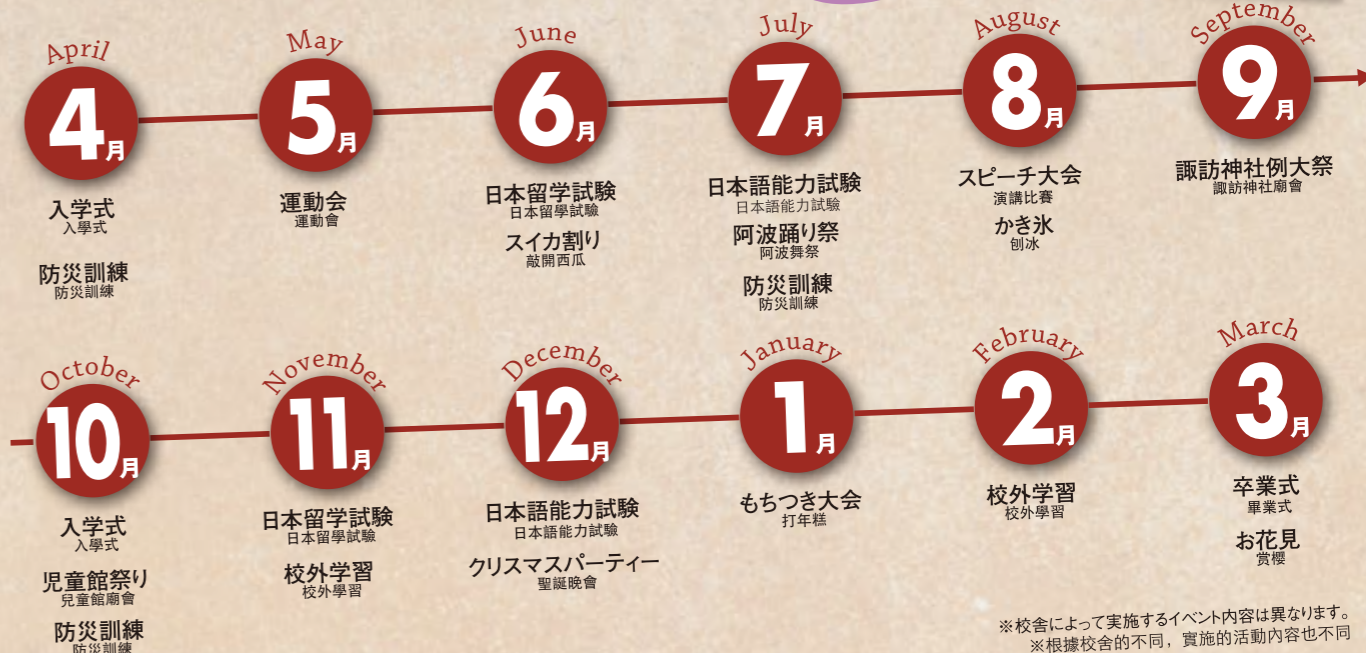 April
4月
入学式
入學式
防災訓練
防災訓練
May
5月
運動会
運動會
June
6月
日本留学試験
日本留學試驗
スイカ割り
敲開西瓜
July
7月
日本語能力試験
日本語能力試驗
阿波踊り祭
阿波舞祭
防災訓練
防災訓練
August
8月
スピーチ大会
演講比賽
かき氷
刨冰
September
9月
諏訪神社例大祭
諏訪神社廟會
October
10月
入学式
入學式
児童館祭り
兒童館廟會
防災訓練
防災訓練
November
11月
日本留学試験
日本留學試驗
校外学習
校外學習
December
12月
日本語能力試験
日本語能力試驗
クリスマスパーティー
聖誕晚會
January
1月
もちつき大会
打年糕
February
2月
校外学習
校外學習
March
3月
卒業式
畢業式
お花見
賞櫻
※校舎によって実施するイベント内容は異なります。
※根據校舍的不同，實施的活動內容也不同